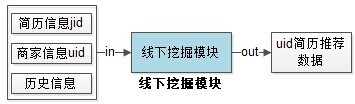 简历信息jid
商家信息uid
历史信息
in
线下挖掘模块
线下挖掘模块
out
uid简历推荐
数据